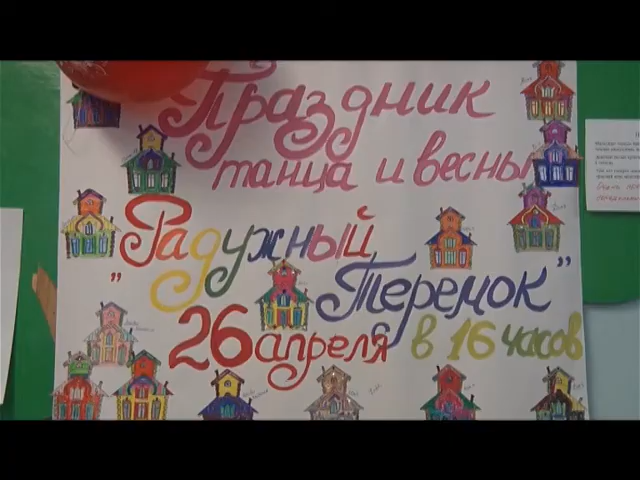 Праздник
танца и весны
Радужный
„Теремок”
26 апреля в 16 часов